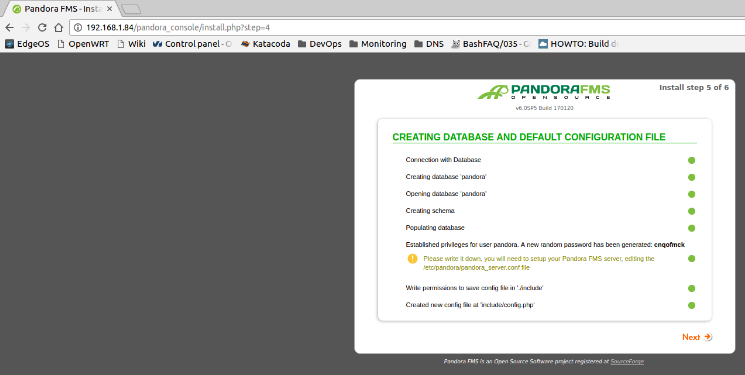 Pandora FMS - Inst
192.168.1.84/pandora_console/install.php?step=4
EdgeOS OpenWRT Wiki Control panel - Katacoda DevOps Monitoring DNS BashFAQ/035 - HOWTO: Build
PANDORAFMS
OPENSOURCE
Install step 5 of 6
v6.0SP5 Build 170120
CREATING DATABASE AND DEFAULT CONFIGURATION FILE
Connection with Database
Creating database 'pandora'
Opening database 'pandora'
Creating schema
Populating database
Established privileges for user pandora. A new random password has been generated: cnqofmck
Please write it down, you will need to setup your Pandora FMS server, editing the
/etc/pandora/pandora_server.conf file
Write permissions to save config file in './include'
Created new config file at 'include/config.php'
Next
Pandora FMS is an Open Source Software project registered at SourceForge